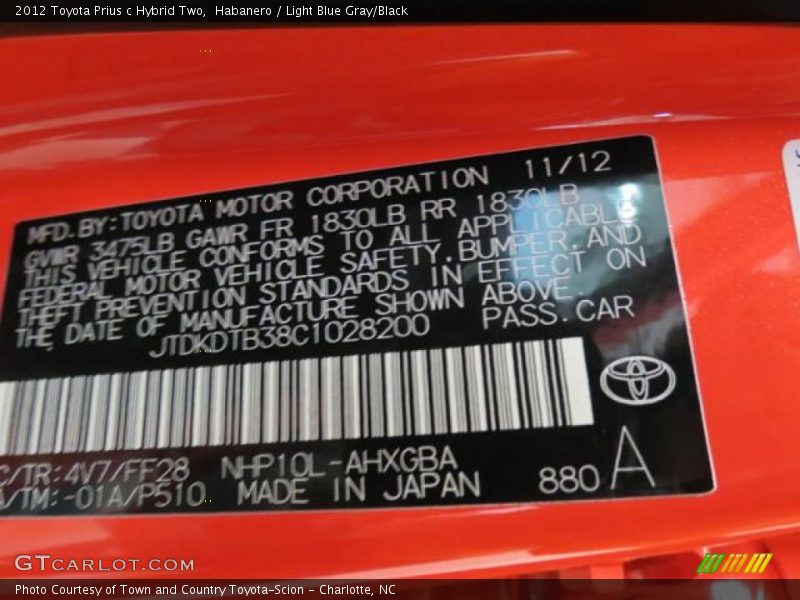 2012 Toyota Prius c Hybrid Two, Habanero / Light Blue Gray/Black
MFD.BY:TOYOTA MOTOR CORPORATION 11/12
GVWR 3475LB GAWR FR 1830LB RR 1830LB
THIS VEHICLE CONFORMS TO ALL APPLICABLE
FEDERAL MOTOR VEHICLE SAFETY,BUMPER,AND
THEFT PREVENTION STANDARDS IN EFFECT ON
THE DATE OF MANUFACTURE SHOWN ABOVE
JTDKDTB38C1028200 PASS.CAR
C/TR:4V7/FF28 NHP10L-AHXGBA
A/TM:-01A/P510 MADE IN JAPAN 880 A
GTCARLOT.COM
Photo Courtesy of Town and Country Toyota-Scion - Charlotte, NC